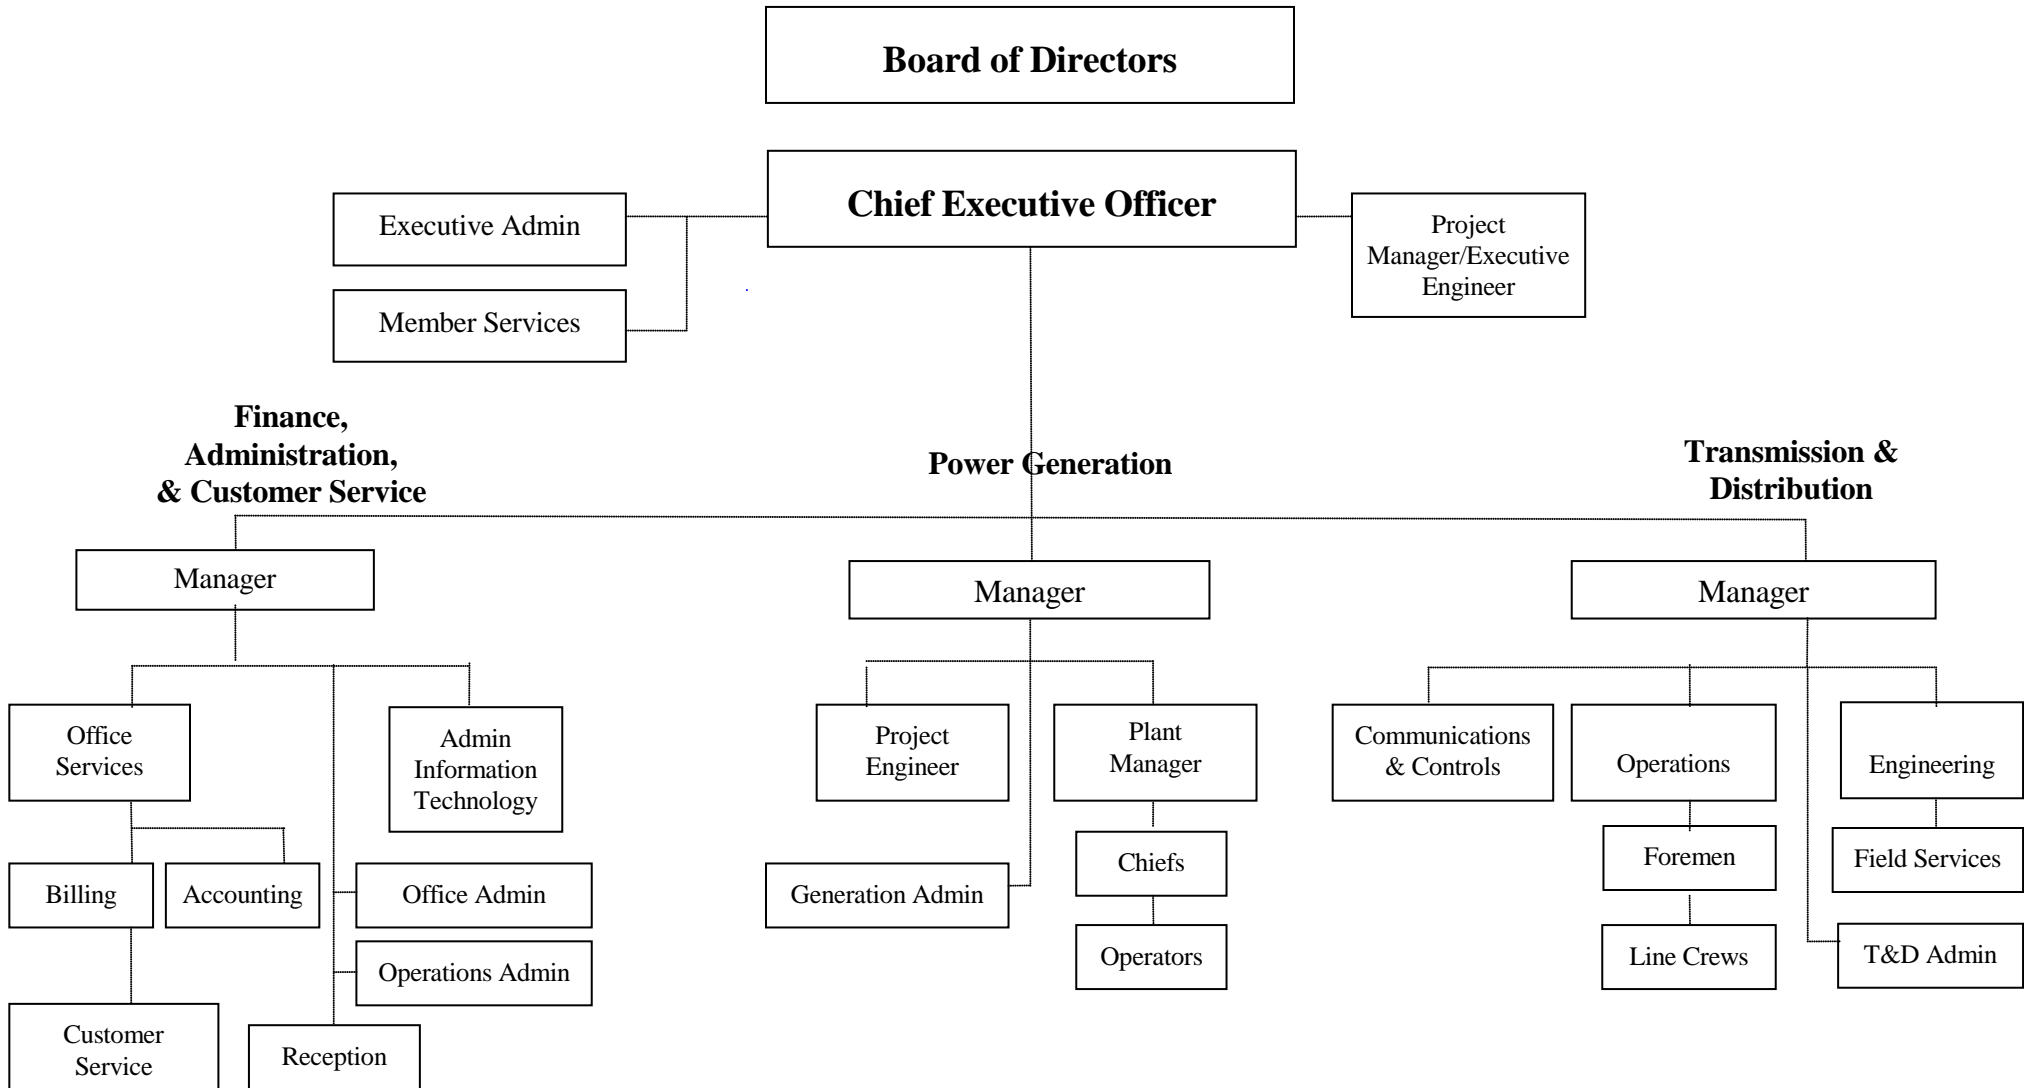 Board of Directors
Chief Executive Officer
Executive Admin
Member Services
Project
Manager/Executive
Engineer
Finance,
Administration,
& Customer Service
Power Generation
Transmission &
Distribution
Manager
Manager
Manager
Office
Services
Admin
Information
Technology
Billing
Accounting
Office Admin
Operations Admin
Customer
Service
Reception
Project
Engineer
Plant
Manager
Generation Admin
Chiefs
Operators
Communications
& Controls
Operations
Engineering
Foremen
Field Services
Line Crews
T&D Admin